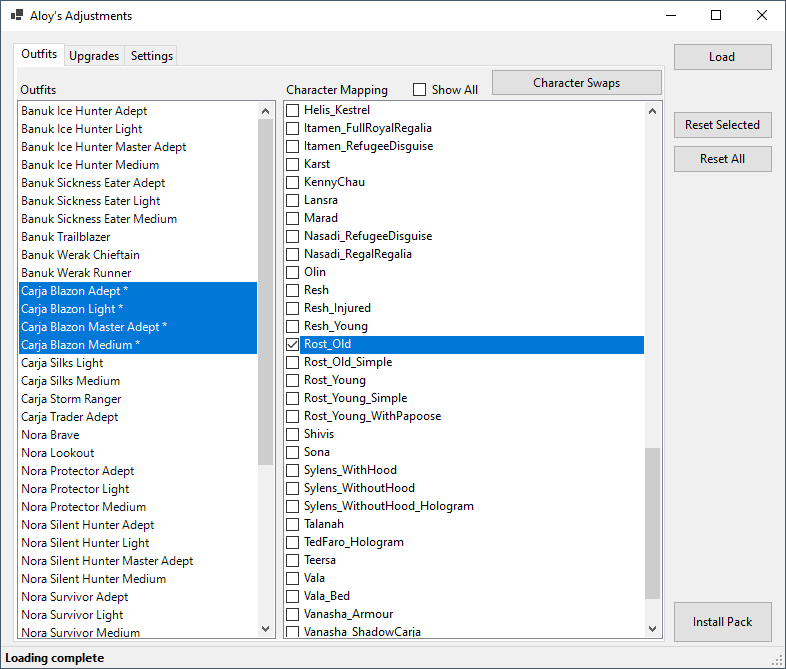 Aloy's Adjustments
Outfits
Upgrades
Settings
Load
Outfits
Character Mapping
Show All
Character Swaps
Reset Selected
Reset All
Banuk Ice Hunter Adept
Banuk Ice Hunter Light
Banuk Ice Hunter Master Adept
Banuk Ice Hunter Medium
Banuk Sickness Eater Adept
Banuk Sickness Eater Light
Banuk Sickness Eater Medium
Banuk Trailblazer
Banuk Werak Chieftain
Banuk Werak Runner
Carja Blazon Adept *
Carja Blazon Light *
Carja Blazon Master Adept *
Carja Blazon Medium *
Carja Silks Light
Carja Silks Medium
Carja Storm Ranger
Carja Trader Adept
Nora Brave
Nora Lookout
Nora Protector Adept
Nora Protector Light
Nora Protector Medium
Nora Silent Hunter Adept
Nora Silent Hunter Light
Nora Silent Hunter Master Adept
Nora Silent Hunter Medium
Nora Survivor Adept
Nora Survivor Light
Nora Survivor Medium
Helis_Kestrel
Itamen_FullRoyalRegalia
Itamen_RefugeeDisguise
Karst
KennyChau
Lansra
Marad
Nasadi_RefugeeDisguise
Nasadi_RegalRegalia
Olin
Resh
Resh_Injured
Resh_Young
Rost_Old
Rost_Old_Simple
Rost_Young
Rost_Young_Simple
Rost_Young_WithPapoose
Shivis
Sona
Sylens_WithHood
Sylens_WithoutHood
Sylens_WithoutHood_Hologram
Talanah
TedFaro_Hologram
Teersa
Vala
Vala_Bed
Vanasha_Armour
Vanasha_ShadowCarja
Install Pack
Loading complete